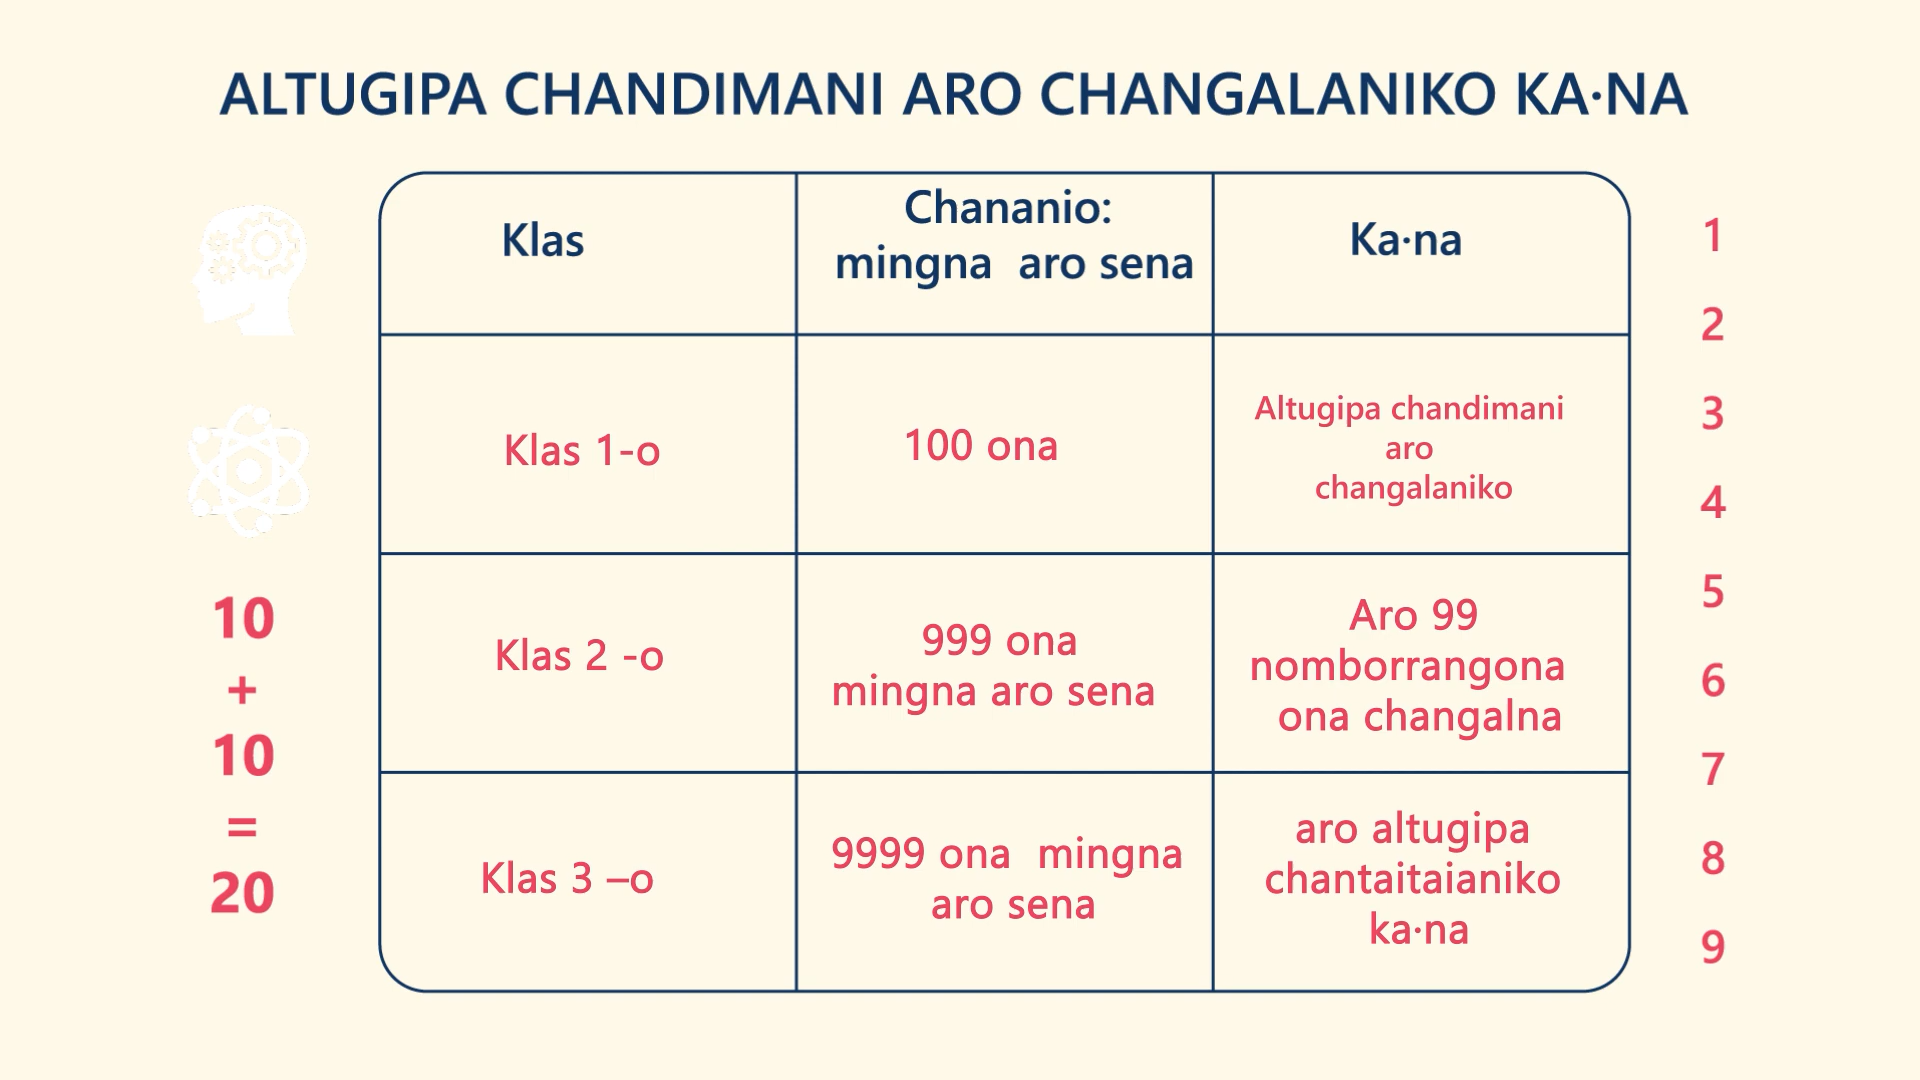 ALTUGIPA CHANDIMANI ARO CHANGALANIKO KA·NA
Klas
Chananio:
mingna aro sena
Ka·na
Klas 1-o
100 ona
Altugipa chandimani
aro
changalaniko
Klas 2 -o
999 ona
mingna aro sena
Aro 99
nomborrangona
ona changalna
Klas 3 –o
9999 ona mingna
aro sena
aro altugipa
chantaitaianiko
ka·na
10
+
10
=
20
1
2
3
4
5
6
7
8
9